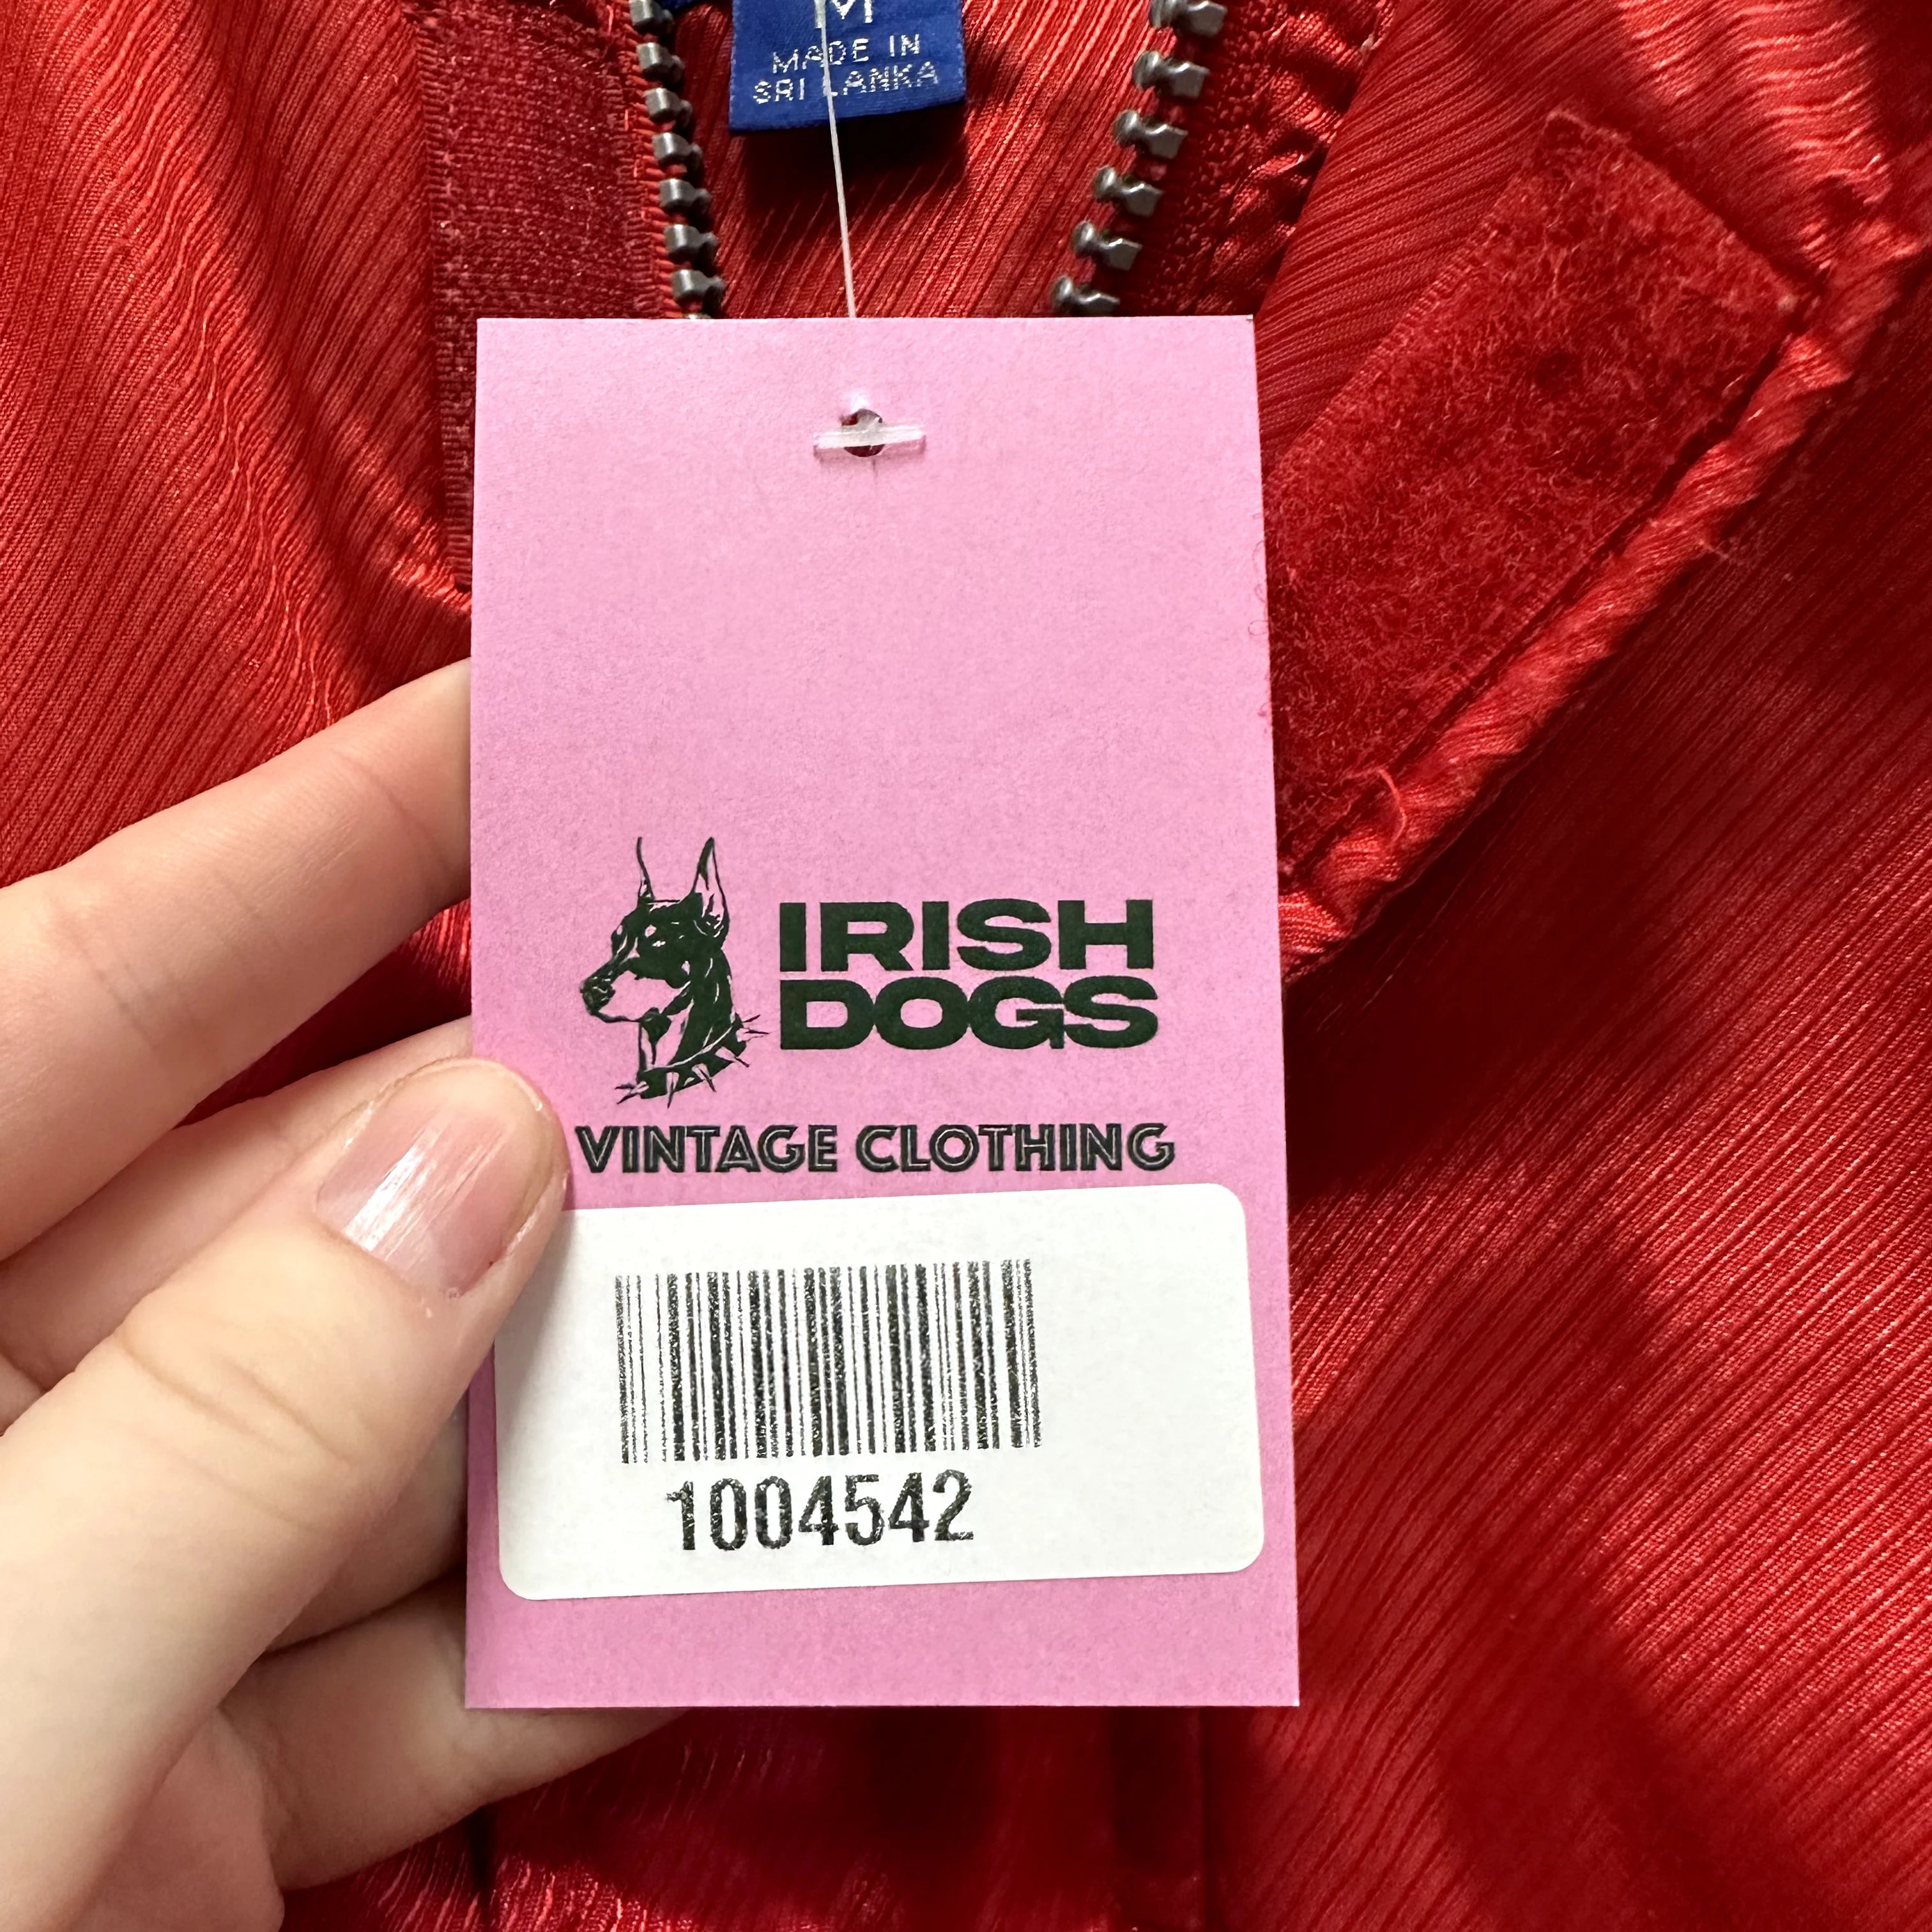 M
MADE IN
SRI LANKA
IRISH
DOGS
VINTAGE CLOTHING
1004542